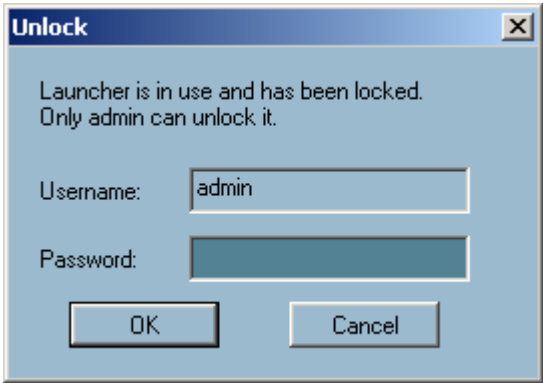 Unlock
Launcher is in use and has been locked.
Only admin can unlock it.
Username: admin
Password:
OK Cancel